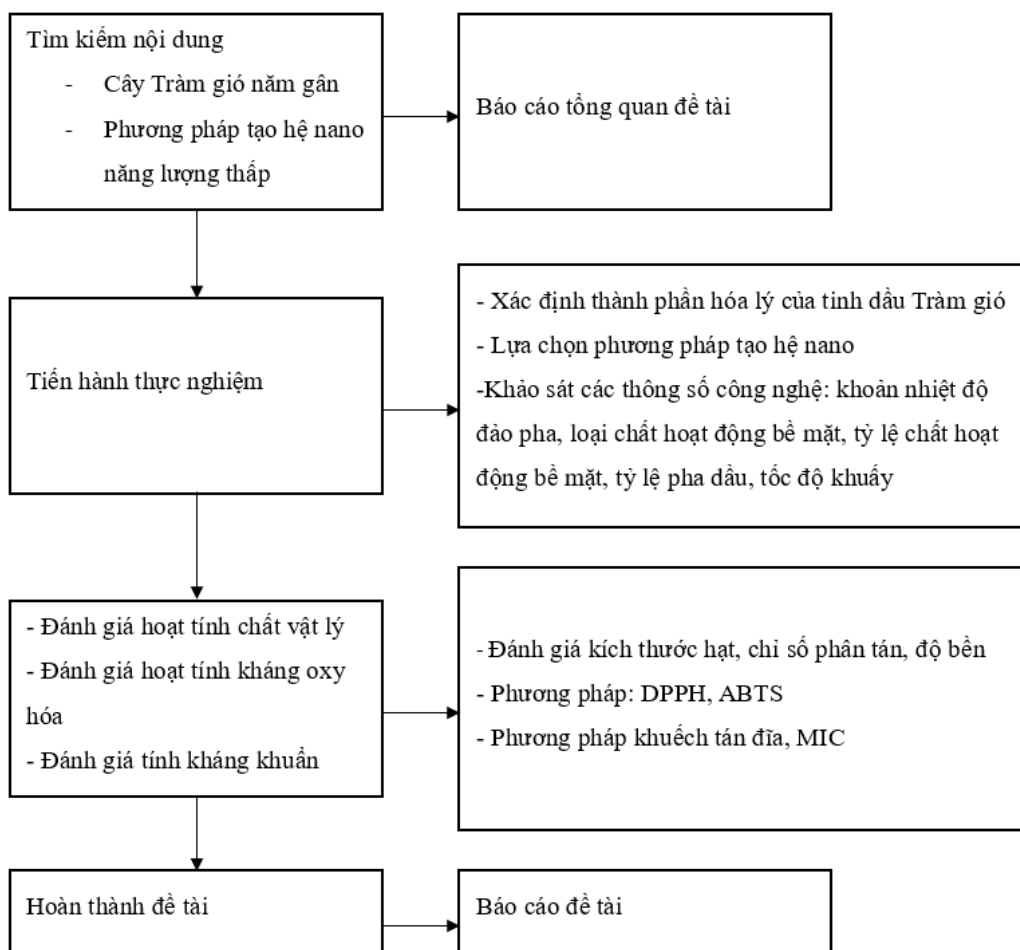 Tìm kiếm nội dung
- Cây Tràm gió năm gân
- Phương pháp tạo hệ nano
năng lượng thấp
Báo cáo tổng quan đề tài
Tiến hành thực nghiệm
- Xác định thành phần hóa lý của tinh dầu Tràm gió
- Lựa chọn phương pháp tạo hệ nano
-Khảo sát các thông số công nghệ: khoản nhiệt độ
đảo pha, loại chất hoạt động bề mặt, tỷ lệ chất hoạt
động bề mặt, tỷ lệ pha dầu, tốc độ khuấy
- Đánh giá hoạt tính chất vật lý
- Đánh giá hoạt tính kháng oxy
hóa
- Đánh giá tính kháng khuẩn
- Đánh giá kích thước hạt, chỉ số phân tán, độ bền
- Phương pháp: DPPH, ABTS
- Phương pháp khuếch tán đĩa, MIC
Hoàn thành đề tài
Báo cáo đề tài